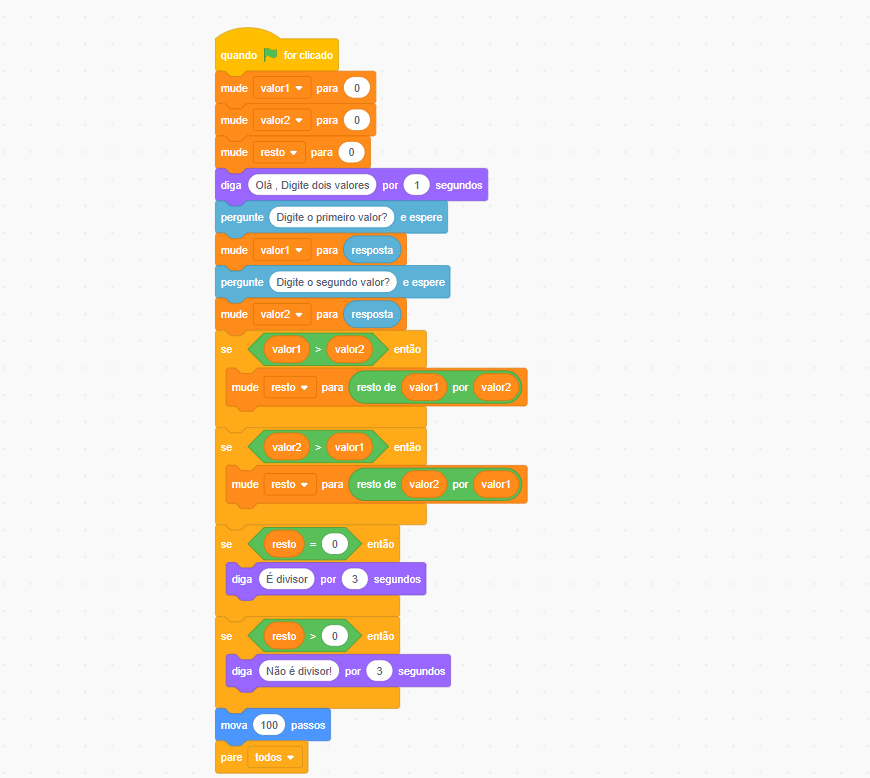 quando for clicado
mude valor1 para 0
mude valor2 para 0
mude resto para 0
diga Olá , Digite dois valores por 1 segundos
pergunte Digite o primeiro valor? e espere
mude valor1 para resposta
pergunte Digite o segundo valor? e espere
mude valor2 para resposta
se valor1 > valor2 então
mude resto para resto de valor1 por valor2
se valor2 > valor1 então
mude resto para resto de valor2 por valor1
se resto = 0 então
diga É divisor por 3 segundos
se resto > 0 então
diga Não é divisor! por 3 segundos
mova 100 passos
pare todos